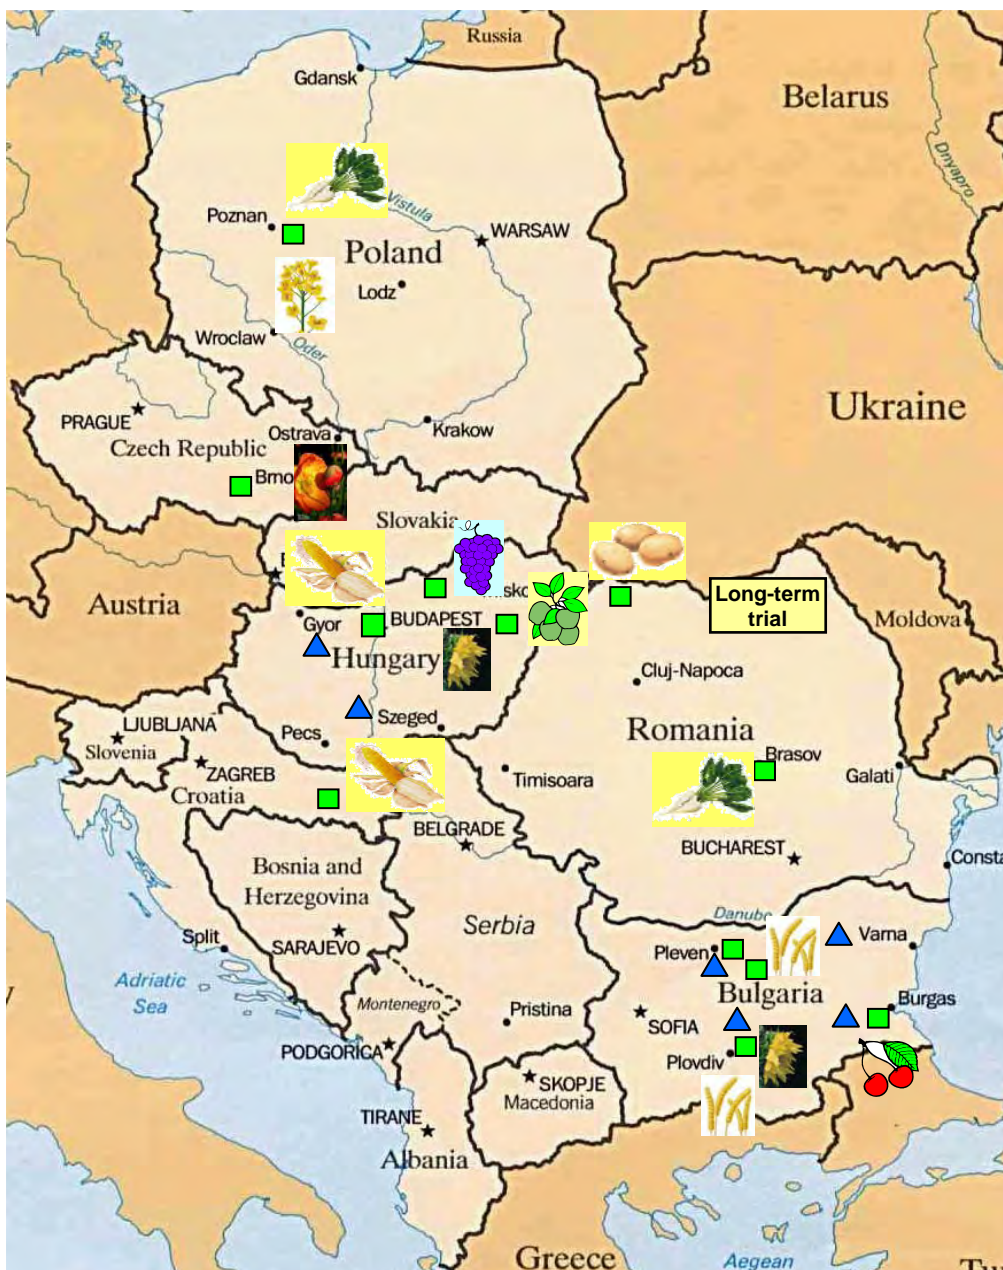 Russia
Gdansk
Belarus
Dnyapro
Vistula
Poznan
WARSAW
Poland
Lodz
Wroclaw
Oder
Ukraine
PRAGUE
Krakow
Ostrava
Czech Republic
Brno
Slovakia
Austria
Long-term
trial
Gyor
BUDAPEST
Moldova
Hungary
Cluj-Napoca
Szeged
LJUBLJANA
Pecs
Romania
Slovenia
Brasov
ZAGREB
Timisoara
Galati
Croatia
BELGRADE
BUCHAREST
Bosnia and
Herzegovina
Consta
Danube
Serbia
Split
SARAJEVO
Pleven
Varna
Adriatic
Sea
Montenegro
Bulgaria
Burgas
Pristina
SOFIA
PODGORICA
Plovdiv
SKOPJE
Macedonia
TIRANE
Albania
Greece
Aegean
Tu